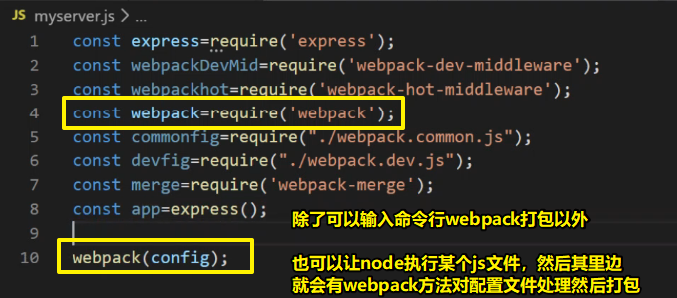 JS myserver.js > ...
1 const express=require('express');
2 const webpackDevMid=require('webpack-dev-middleware');
3 const webpackhot=require('webpack-hot-middleware');
4 const webpack=require('webpack');
5 const commonfig=require("./webpack.common.js");
6 const devfig=require("./webpack.dev.js");
7 const merge=require('webpack-merge');
8 const app=express();
除了可以输入命令行webpack打包以外
9
10 webpack(config);
也可以让node执行某个js文件，然后其里边
就会有webpack方法对配置文件处理然后打包